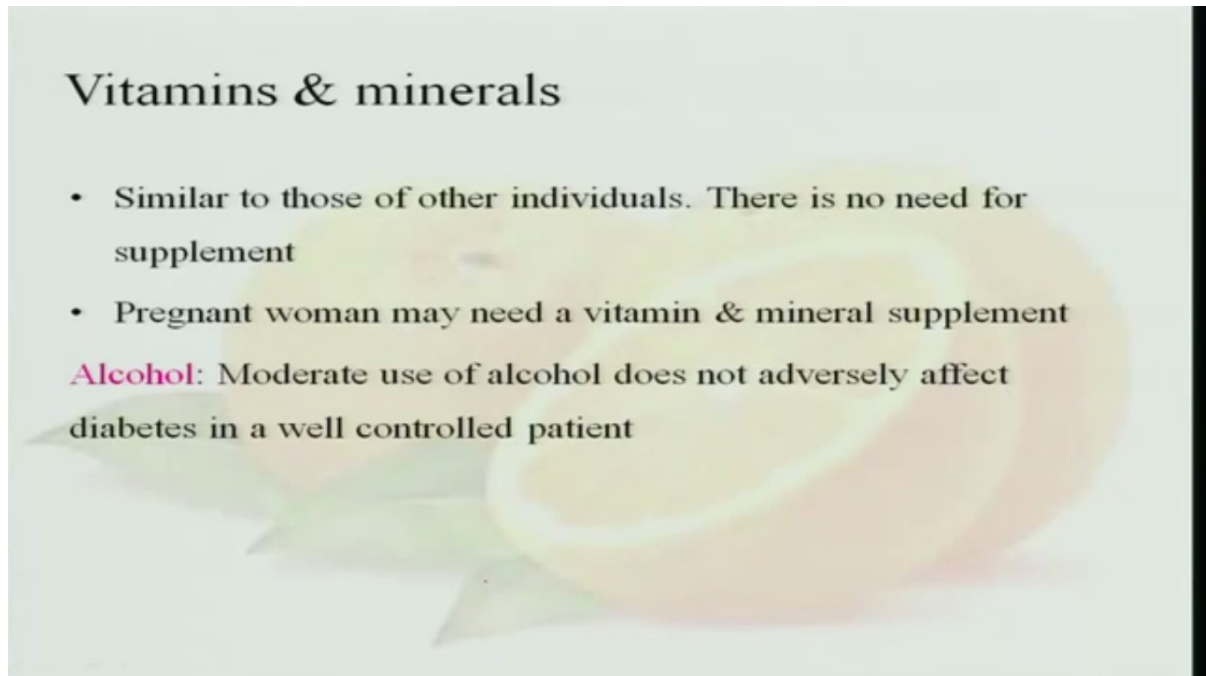 Vitamins & minerals
• Similar to those of other individuals. There is no need for
supplement
• Pregnant woman may need a vitamin & mineral supplement
Alcohol: Moderate use of alcohol does not adversely affect
diabetes in a well controlled patient